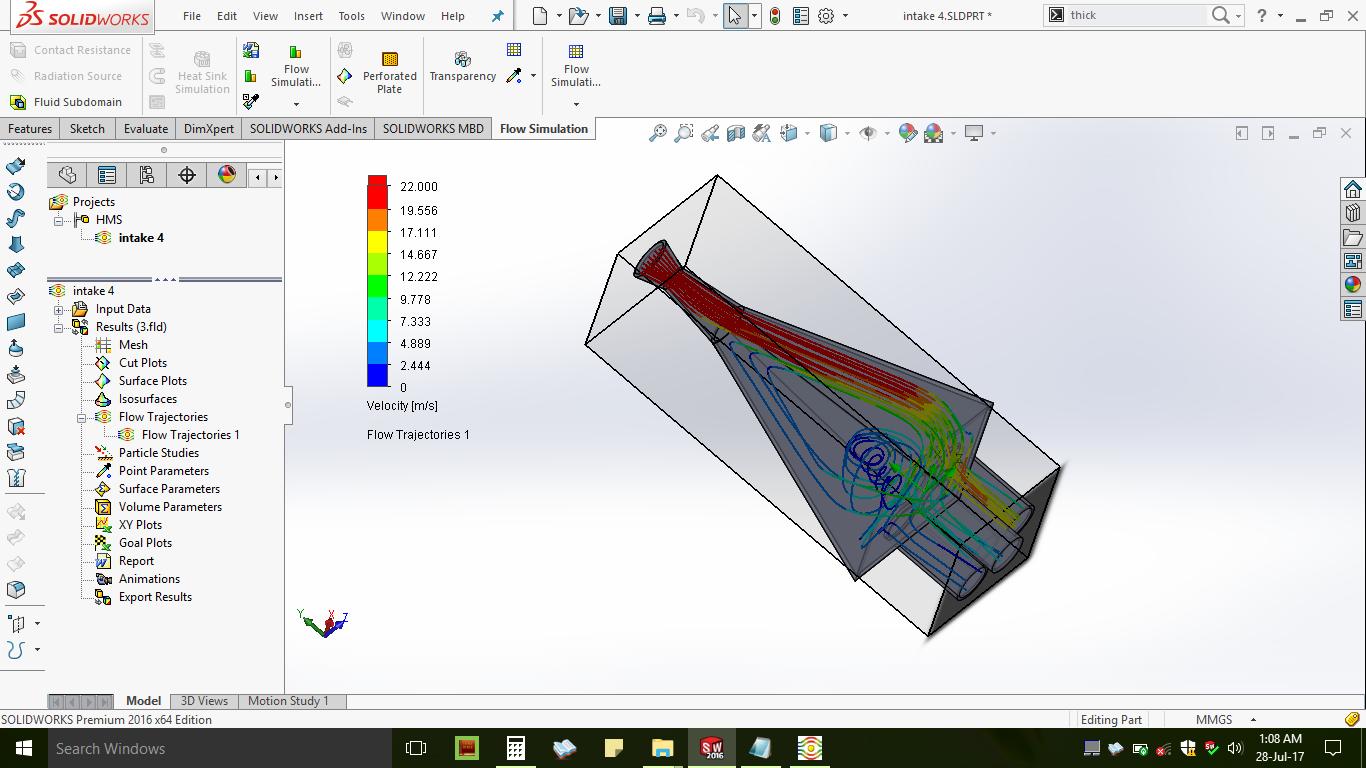 SOLIDWORKS File Edit View Insert Tools Window Help intake 4.SLDPRT * thick ?
Contact Resistance
Radiation Source
Fluid Subdomain
Heat Sink
Simulation
Flow
Simulati...
Perforated
Plate
Transparency
Flow
Simulati...
Features Sketch Evaluate DimXpert SOLIDWORKS Add-Ins SOLIDWORKS MBD Flow Simulation
Projects
HMS
intake 4
intake 4
Input Data
Results (3.fld)
Mesh
Cut Plots
Surface Plots
Isosurfaces
Flow Trajectories
Flow Trajectories 1
Particle Studies
Point Parameters
Surface Parameters
Volume Parameters
XY Plots
Goal Plots
Report
Animations
Export Results
22.000
19.556
17.111
14.667
12.222
9.778
7.333
4.889
2.444
0
Velocity [m/s]
Flow Trajectories 1
Y X Z
Model 3D Views Motion Study 1
SOLIDWORKS Premium 2016 x64 Edition Editing Part MMGS
Search Windows SW 2016 1:08 AM
28-Jul-17